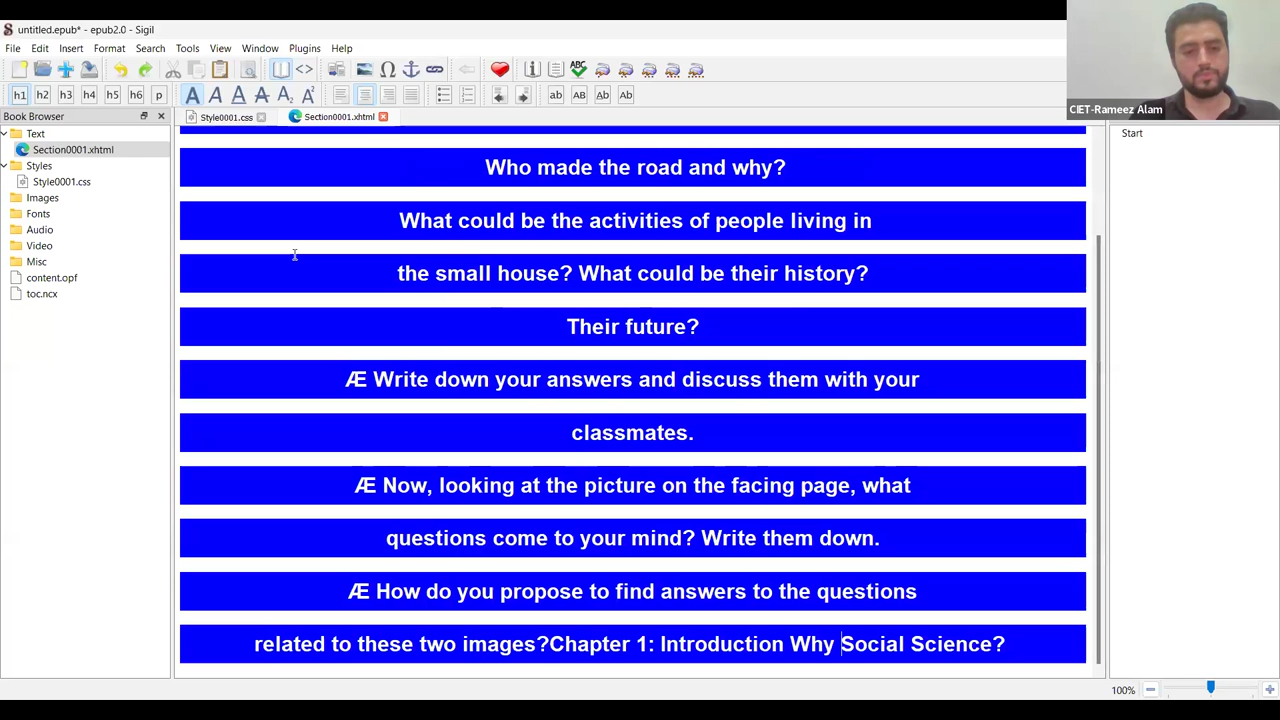 untitled.epub* - epub2.0 - Sigil
File Edit Insert Format Search Tools View Window Plugins Help
h1 h2 h3 h4 h5 h6 p
CIET-Rameez Alam
Book Browser
Style0001.css
Section0001.xhtml
Start
Text
Section0001.xhtml
Styles
Style0001.css
Images
Fonts
Audio
Video
Misc
content.opf
toc.ncx
Who made the road and why?
What could be the activities of people living in
the small house? What could be their history?
Their future?
Æ Write down your answers and discuss them with your
classmates.
Æ Now, looking at the picture on the facing page, what
questions come to your mind? Write them down.
Æ How do you propose to find answers to the questions
related to these two images?Chapter 1: Introduction Why Social Science?
100%